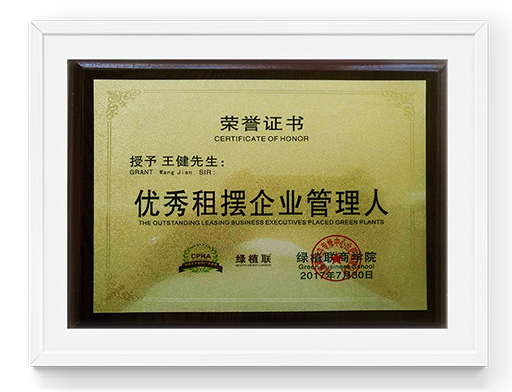 荣誉证书
CERTIFICATE OF HONOR
授予 王健先生：
GRANT Wang Jian SIR:
优秀租摆企业管理人
THE OUTSTANDING LEASING BUSINESS EXECUTIVES PLACED GREEN PLANTS
CPHA
绿植联
绿植联商学院
Green Business School
2017年7月30日